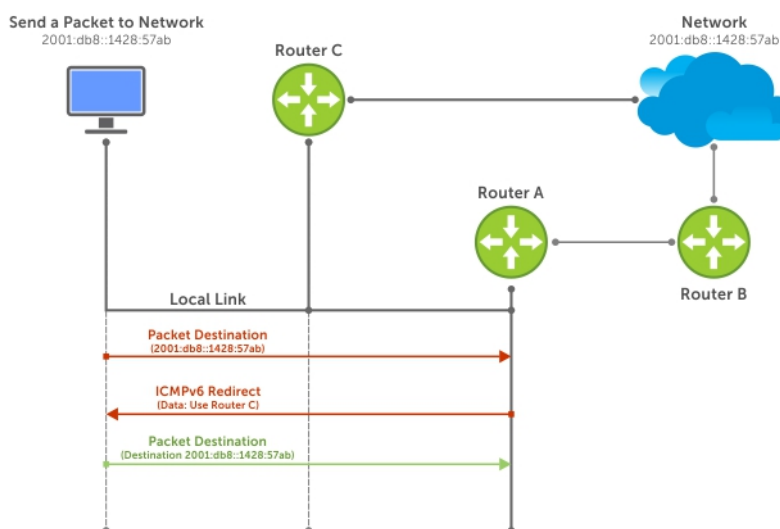 Send a Packet to Network
2001:db8::1428:57ab
Router C
Network
2001:db8::1428:57ab
Router A
Router B
Local Link
Packet Destination
(2001:db8::1428:57ab)
ICMPv6 Redirect
(Data: Use Router C)
Packet Destination
(Destination 2001:db8::1428:57ab)